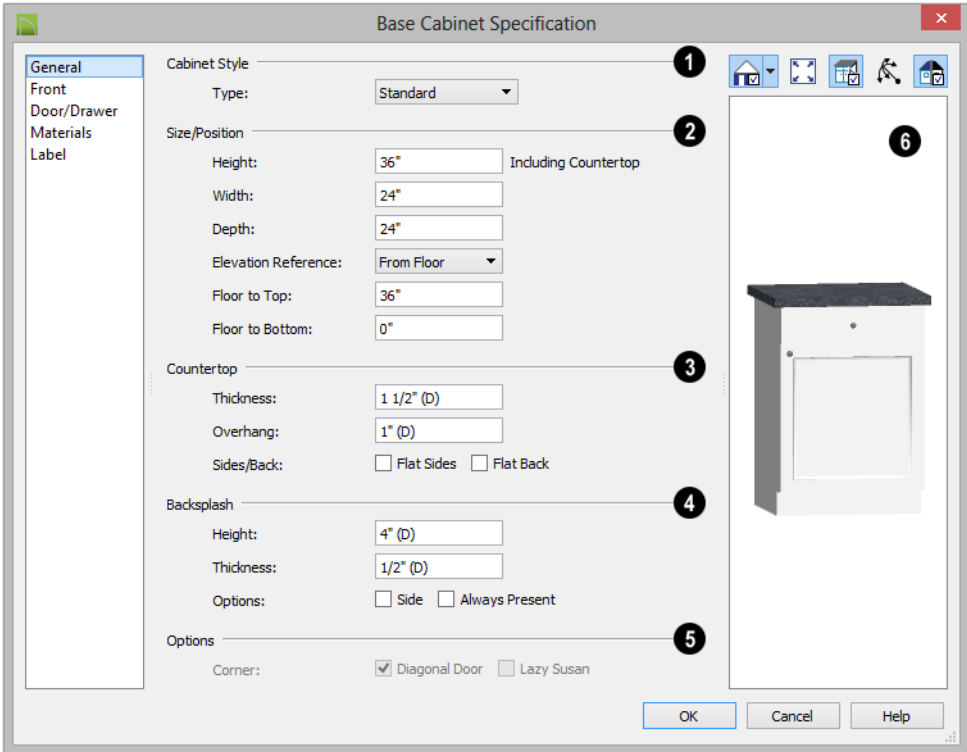 Base Cabinet Specification
General
Front
Door/Drawer
Materials
Label
Cabinet Style 1
Type: Standard
Size/Position 2
Height: 36" Including Countertop
Width: 24"
Depth: 24"
Elevation Reference: From Floor
Floor to Top: 36"
Floor to Bottom: 0"
Countertop 3
Thickness: 1 1/2" (D)
Overhang: 1" (D)
Sides/Back: Flat Sides Flat Back
Backsplash 4
Height: 4" (D)
Thickness: 1/2" (D)
Options: Side Always Present
Options 5
Corner: Diagonal Door Lazy Susan
6
OK Cancel Help